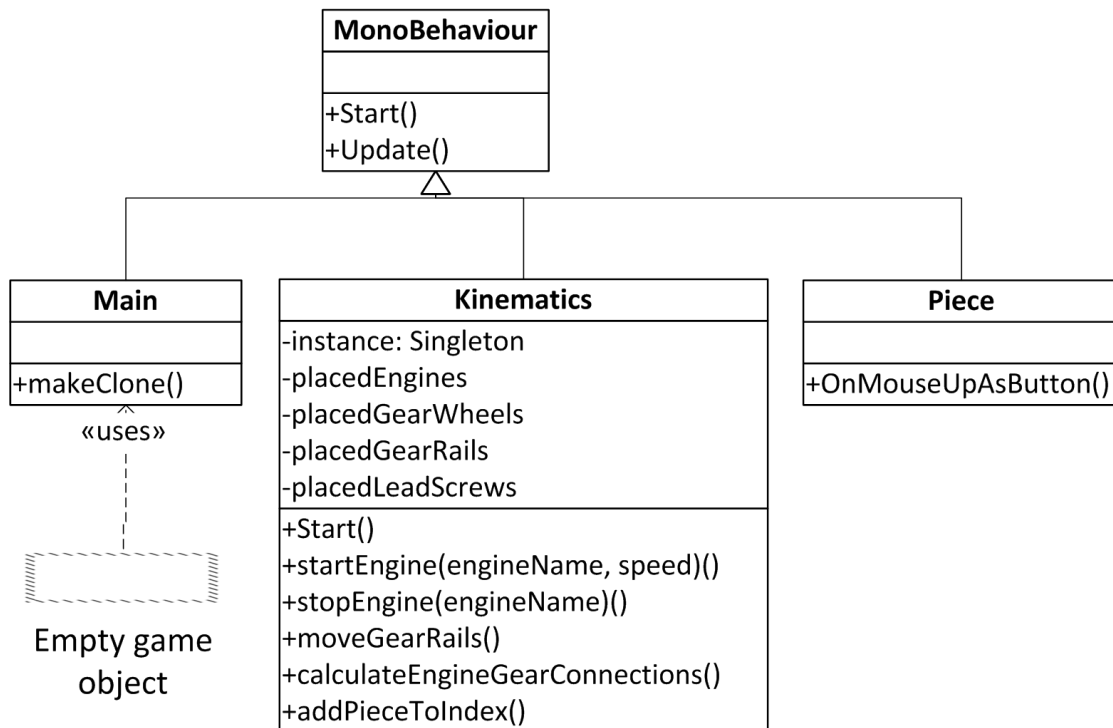 MonoBehaviour
+Start()
+Update()
Main
+makeClone()
«uses»
Empty game
object
Kinematics
-instance: Singleton
-placedEngines
-placedGearWheels
-placedGearRails
-placedLeadScrews
+Start()
+startEngine(engineName, speed)()
+stopEngine(engineName)()
+moveGearRails()
+calculateEngineGearConnections()
+addPieceToIndex()
Piece
+OnMouseUpAsButton()